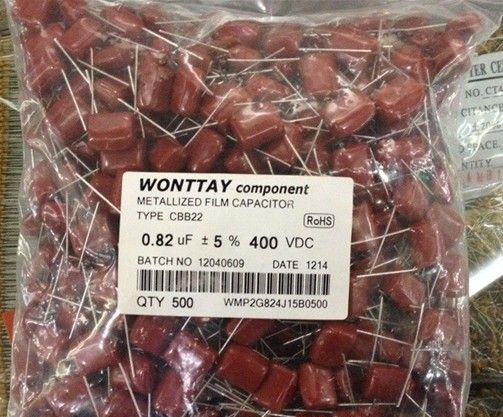 WONTTAY component
METALLIZED FILM CAPACITOR
TYPE CBB22
RoHS
0.82 uF ± 5 % 400 VDC
BATCH NO 12040609 DATE 1214
QTY 500 WMP2G824J15B0500
NO.